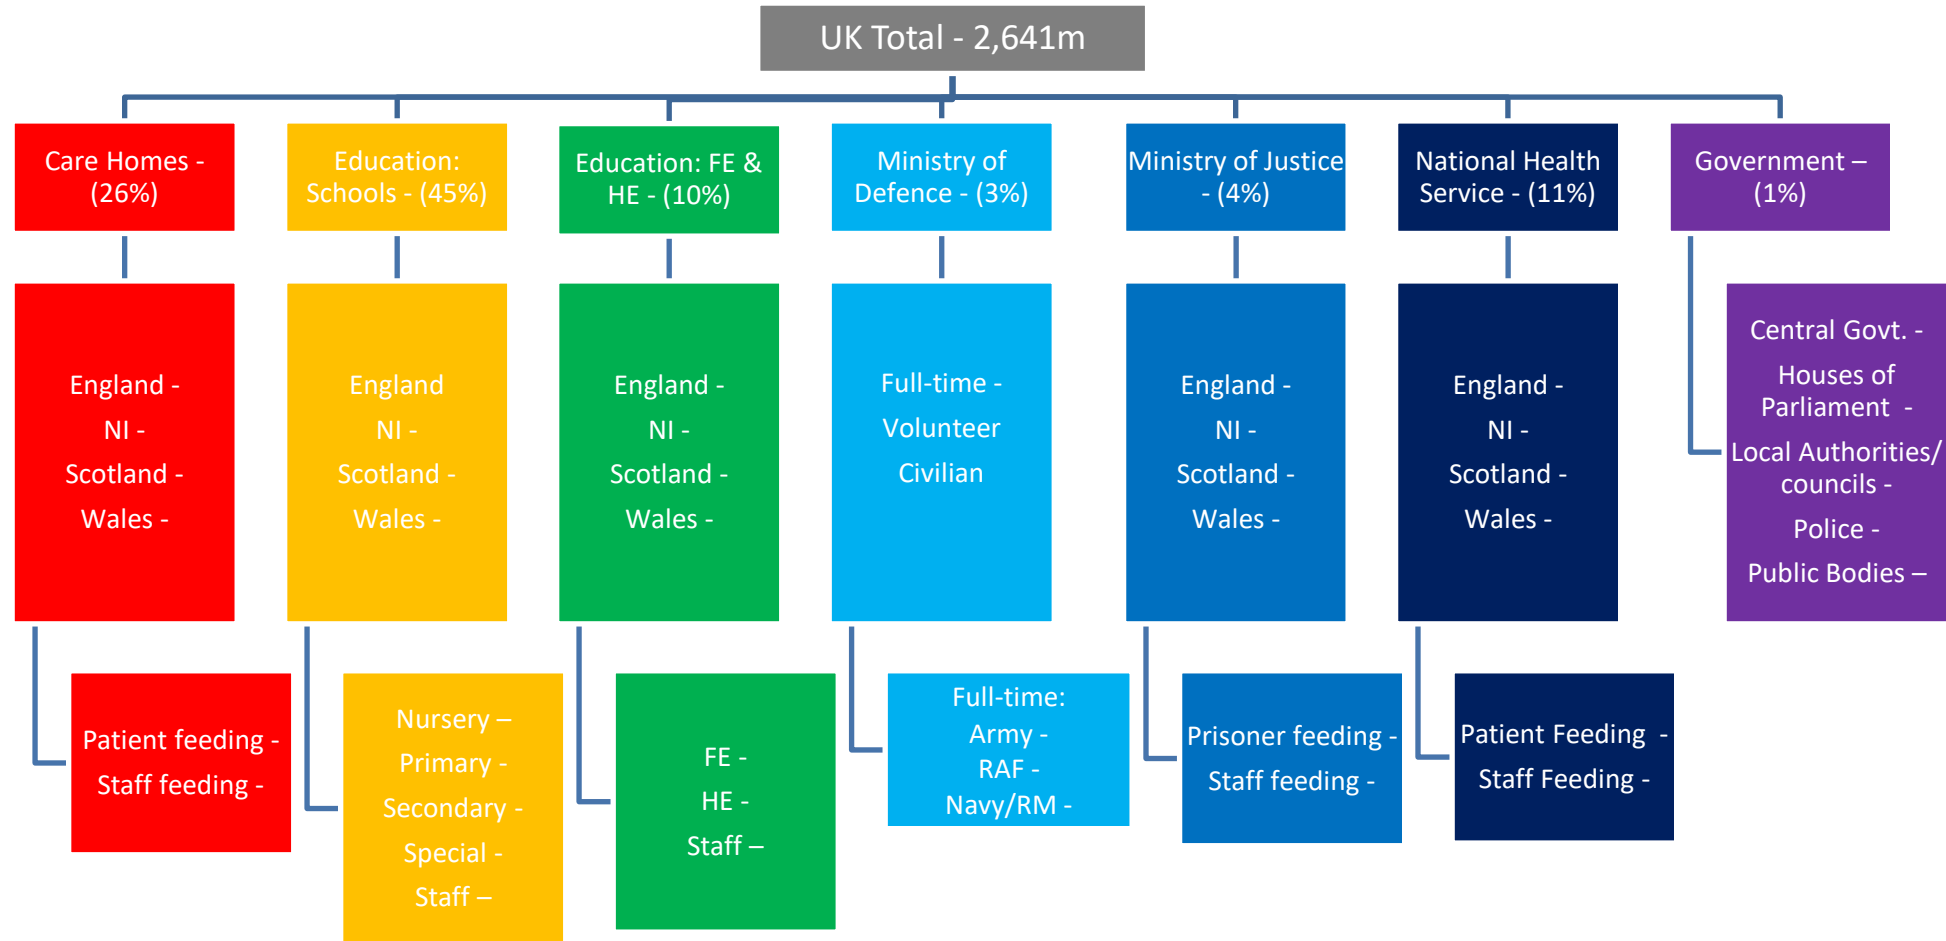 UK Total - 2,641m
Care Homes -
(26%)
Education:
Schools - (45%)
Education: FE &
HE - (10%)
Ministry of
Defence - (3%)
Ministry of Justice
- (4%)
National Health
Service - (11%)
Government –
(1%)
England -
NI -
Scotland -
Wales -
England
NI -
Scotland -
Wales -
England -
NI -
Scotland -
Wales -
Full-time -
Volunteer
Civilian
England -
NI -
Scotland -
Wales -
England -
NI -
Scotland -
Wales -
Central Govt. -
Houses of
Parliament -
Local Authorities/
councils -
Police -
Public Bodies –
Patient feeding -
Staff feeding -
Nursery –
Primary -
Secondary -
Special -
Staff –
FE -
HE -
Staff –
Full-time:
Army -
RAF -
Navy/RM -
Prisoner feeding -
Staff feeding -
Patient Feeding -
Staff Feeding -